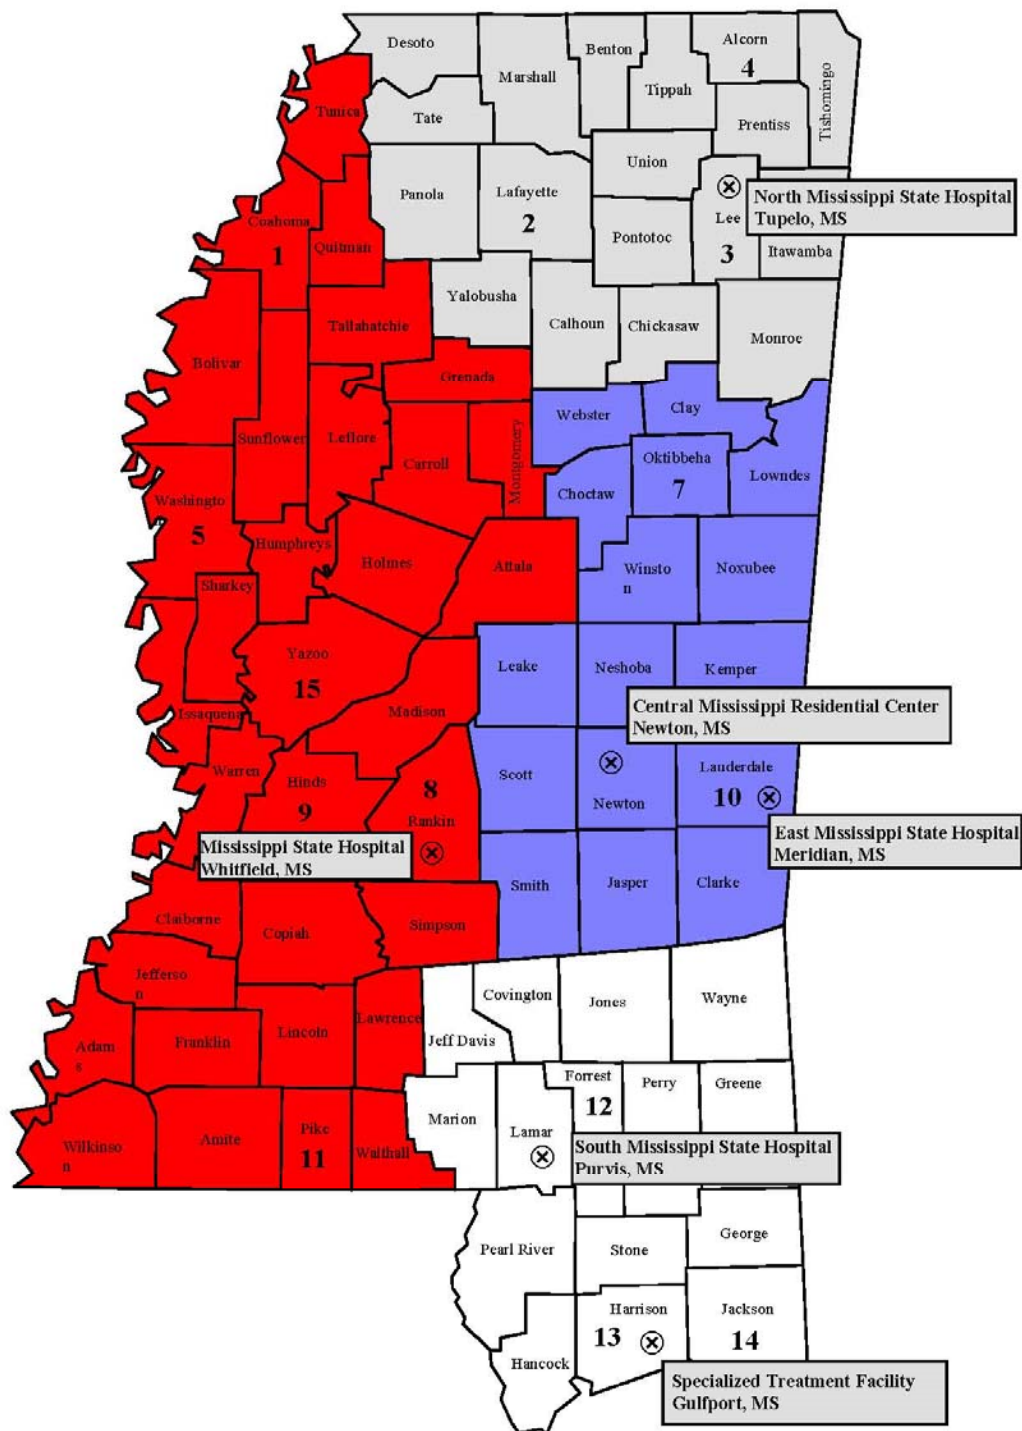 Desoto
Marshall
Benton
Tippah
Alcorn
4
Tishomingo
Tunica
Tate
Prentiss
Union
Panola
Lafayette
2
Pontotoc
Lee
3
North Mississippi State Hospital
Tupelo, MS
Itawamba
Coahoma
1
Quitman
Yalobusha
Calhoun
Chickasaw
Monroe
Tallahatchie
Bolivar
Grenada
Sunflower
Leflore
Carroll
Montgomery
Webster
Clay
Oktibbeha
7
Lowndes
Choctaw
Washingto
5
Humphreys
Holmes
Attala
Winsto
n
Noxubee
Sharkey
Yazoo
15
Leake
Neshoba
Kemper
Issaquena
Madison
Central Mississippi Residential Center
Newton, MS
Warren
Hinds
9
8
Rankin
Scott
Newton
Lauderdale
10
Mississippi State Hospital
Whitfield, MS
East Mississippi State Hospital
Meridian, MS
Smith
Jasper
Clarke
Claiborne
Copiah
Simpson
Jefferso
n
Covington
Jones
Wayne
Adam
s
Franklin
Lincoln
Lawrence
Jeff Davis
Forrest
12
Perry
Greene
Wilkinso
n
Amite
Pike
11
Walthall
Marion
Lamar
South Mississippi State Hospital
Purvis, MS
Pearl River
Stone
George
Harrison
13
Jackson
14
Hancock
Specialized Treatment Facility
Gulfport, MS